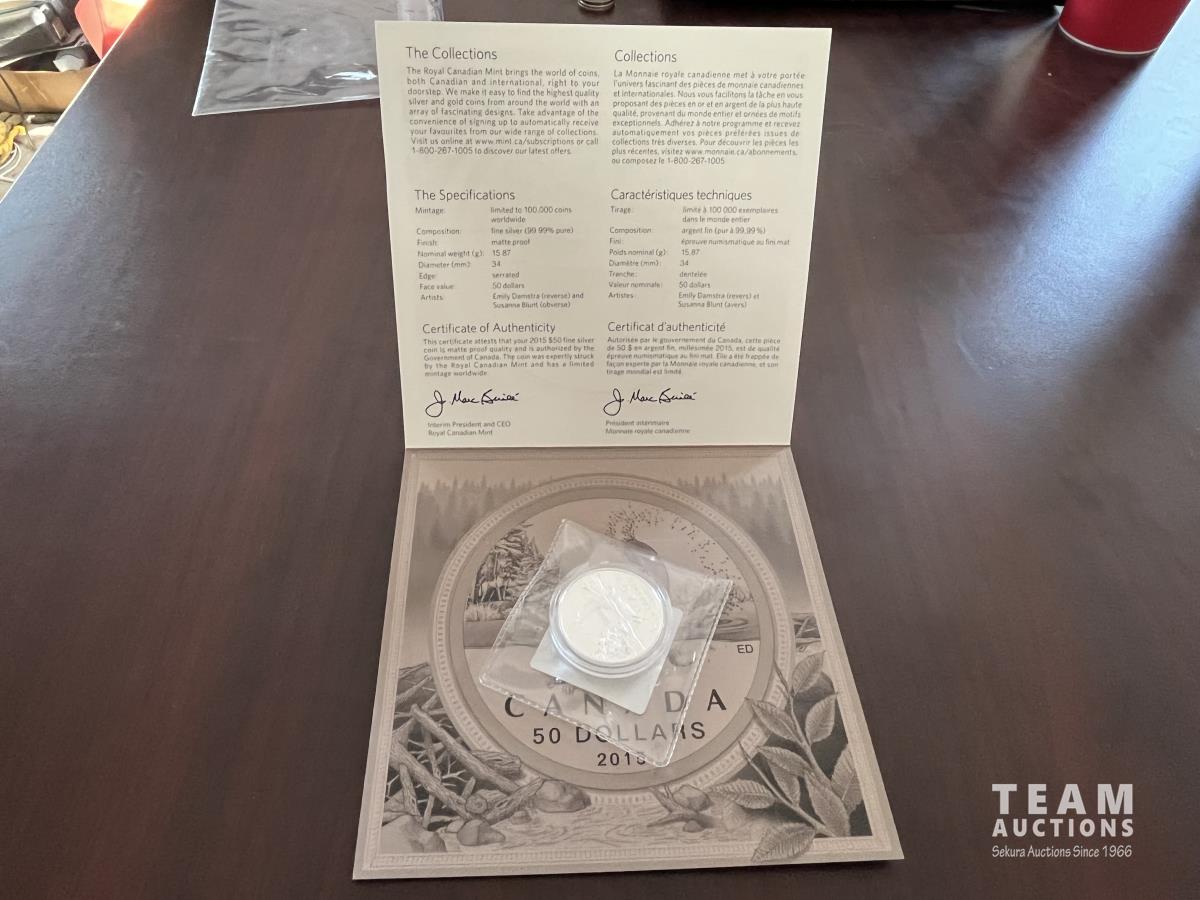 The Collections
The Royal Canadian Mint brings the world of coins,
both Canadian and international, right to your
doorstep. We make it easy to find the highest quality
silver and gold coins from around the world with an
array of fascinating designs. Take advantage of the
convenience of signing up to automatically receive
your favourites from our wide range of collections.
Visit us online at www.mint.ca/subscriptions or call
1-800-267-1005 to discover our latest offers.
Collections
La Monnaie royale canadienne met à votre portée
l'univers fascinant des pièces de monnaie canadiennes
et internationales. Nous vous facilitons la tâche en vous
proposant des pièces en or et en argent de la plus haute
qualité, provenant du monde entier et ornées de motifs
exceptionnels. Adhérez à notre programme et recevez
automatiquement vos pièces préférées issues de
collections très diverses. Pour découvrir les pièces les
plus récentes, visitez www.monnaie.ca/abonnements,
ou composez le 1-800-267-1005.
The Specifications
Mintage: limited to 100,000 coins
worldwide
Composition: fine silver (99.99% pure)
Finish: matte proof
Nominal weight (g): 15.87
Diameter (mm): 34
Edge: serrated
Face value: 50 dollars
Artists: Emily Damstra (reverse) and
Susanna Blunt (obverse)
Caractéristiques techniques
Tirage: limité à 100 000 exemplaires
dans le monde entier
Composition: argent fin (pur à 99,99 %)
Fini: épreuve numismatique au fini mat
Poids nominal (g): 15,87
Diamètre (mm): 34
Tranche: dentelée
Valeur nominale: 50 dollars
Artistes: Emily Damstra (revers) et
Susanna Blunt (avers)
Certificate of Authenticity
This certificate attests that your 2015 $50 fine silver
coin is matte proof quality and is authorized by the
Government of Canada. The coin was expertly struck
by the Royal Canadian Mint and has a limited
mintage worldwide.
Interim President and CEO
Royal Canadian Mint
Certificat d'authenticité
Autorisée par le gouvernement du Canada, cette pièce
de 50 $ en argent fin, millésimée 2015, est de qualité
épreuve numismatique au fini mat. Elle a été frappée de
façon experte par la Monnaie royale canadienne, et son
tirage mondial est limité.
Président intérimaire
Monnaie royale canadienne
ED
CANADA
50 DOLLARS
2015
TEAM
AUCTIONS
Sekura Auctions Since 1966